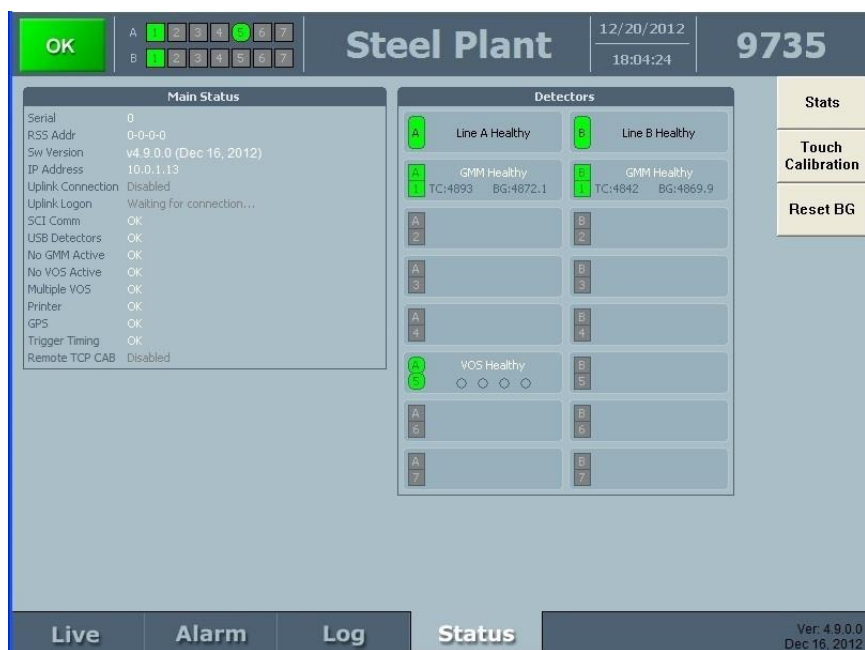 OK
A 1 2 3 4 5 6 7
B 1 2 3 4 5 6 7
Steel Plant
12/20/2012
18:04:24
9735
Main Status
Serial 0
RSS Addr 0-0-0-0
Sw Version v4.9.0.0 (Dec 16, 2012)
IP Address 10.0.1.13
Uplink Connection Disabled
Uplink Logon Waiting for connection...
SCI Comm OK
USB Detectors OK
No GMM Active OK
No VOS Active OK
Multiple VOS OK
Printer OK
GPS OK
Trigger Timing OK
Remote TCP CAB Disabled
Detectors
A Line A Healthy
B Line B Healthy
A 1 GMM Healthy
TC:4893 BG:4872.1
B 1 GMM Healthy
TC:4842 BG:4869.9
A 2
B 2
A 3
B 3
A 4
B 4
A 5 VOS Healthy
B 5
A 6
B 6
A 7
B 7
Stats
Touch
Calibration
Reset BG
Live
Alarm
Log
Status
Ver: 4.9.0.0
Dec 16, 2012